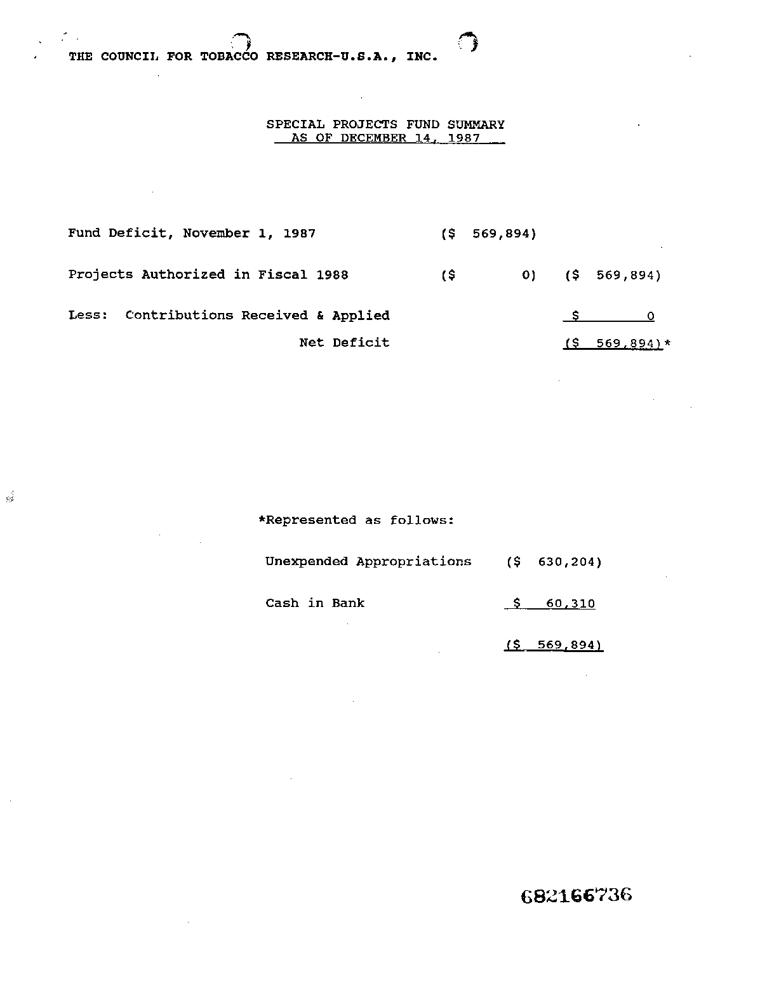 THE COUNCIL FOR TOBACCO RESEARCH-U.S.A., INC.
SPECIAL PROJECTS FUND SUMMARY
AS OF DECEMBER 14, 1987
Fund Deficit, November 1, 1987 ($ 569,894)
Projects Authorized in Fiscal 1988 ($ 0) ($ 569,894)
Less: Contributions Received & Applied $ 0
Net Deficit ($ 569,894)*
*Represented as follows:
Unexpended Appropriations ($ 630,204)
Cash in Bank $ 60,310
($ 569,894)
682166736